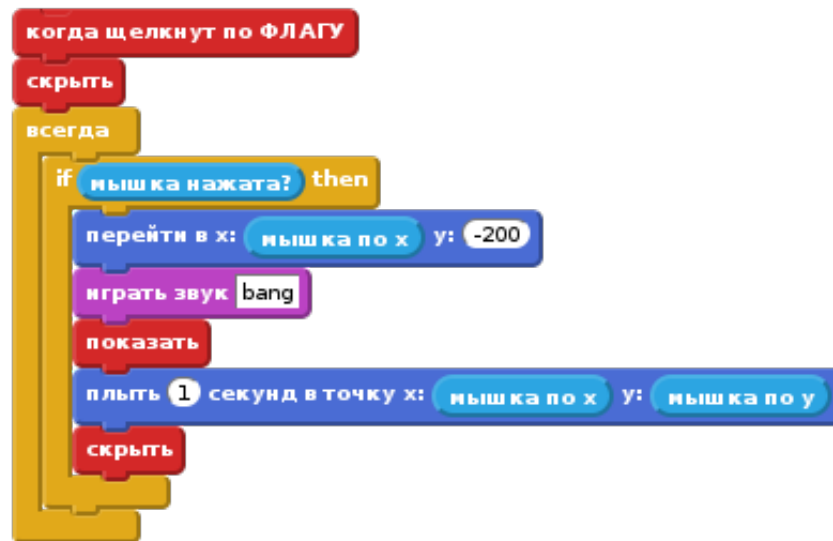 когда щелкнут по ФЛАГУ
скрыть
всегда
if мышка нажата? then
перейти в x: мышка по x y: -200
играть звук bang
показать
плыть 1 секунд в точку x: мышка по x y: мышка по y
скрыть